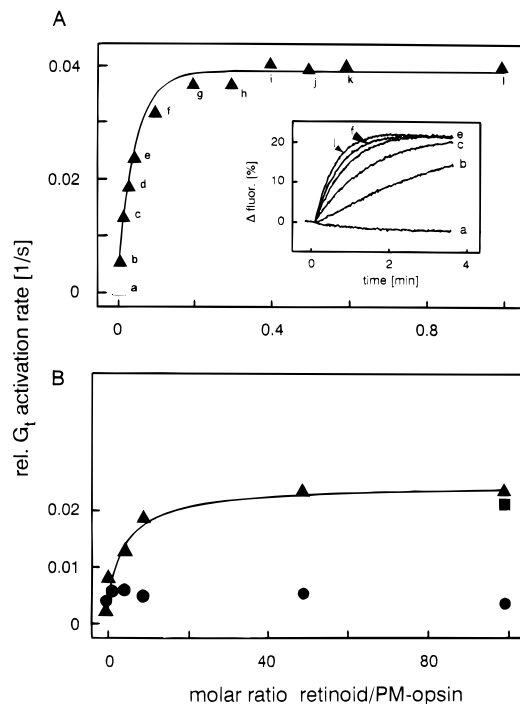 A
rel. Gt activation rate [1/s]
0.04
0.02
0
a
b
c
d
e
f
g
h
i
j
k
l
0
0.4
0.8
Δ fluor. [%]
20
10
0
l
f
e
c
b
a
0
2
4
time [min]
B
0.02
0.01
0
0
40
80
molar ratio retinoid/PM-opsin